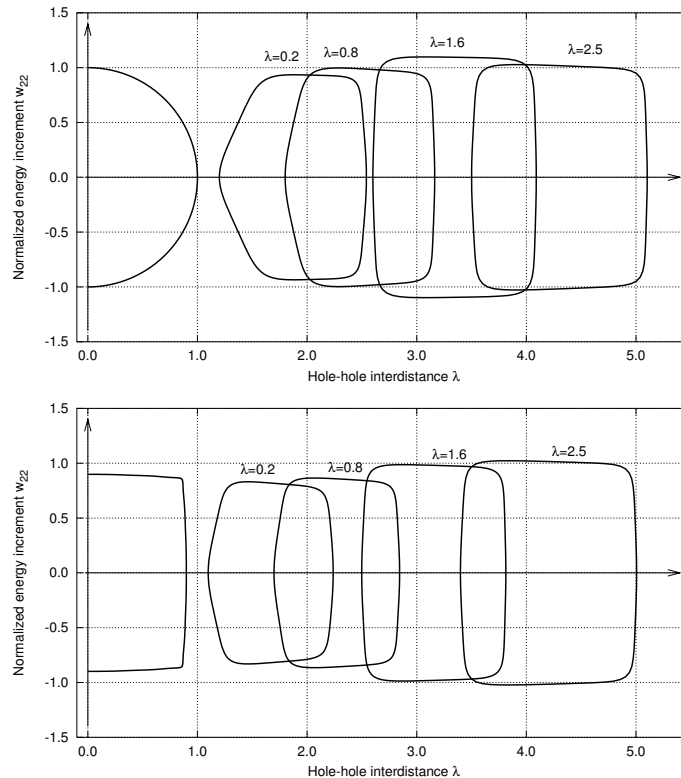 λ=0.2
λ=0.8
λ=1.6
λ=2.5
1.5
1.0
0.5
0.0
-0.5
-1.0
-1.5
Normalized energy increment w22
0.0 1.0 2.0 3.0 4.0 5.0
Hole-hole interdistance λ
λ=0.2
λ=0.8
λ=1.6
λ=2.5
1.5
1.0
0.5
0.0
-0.5
-1.0
-1.5
Normalized energy increment w22
0.0 1.0 2.0 3.0 4.0 5.0
Hole-hole interdistance λ